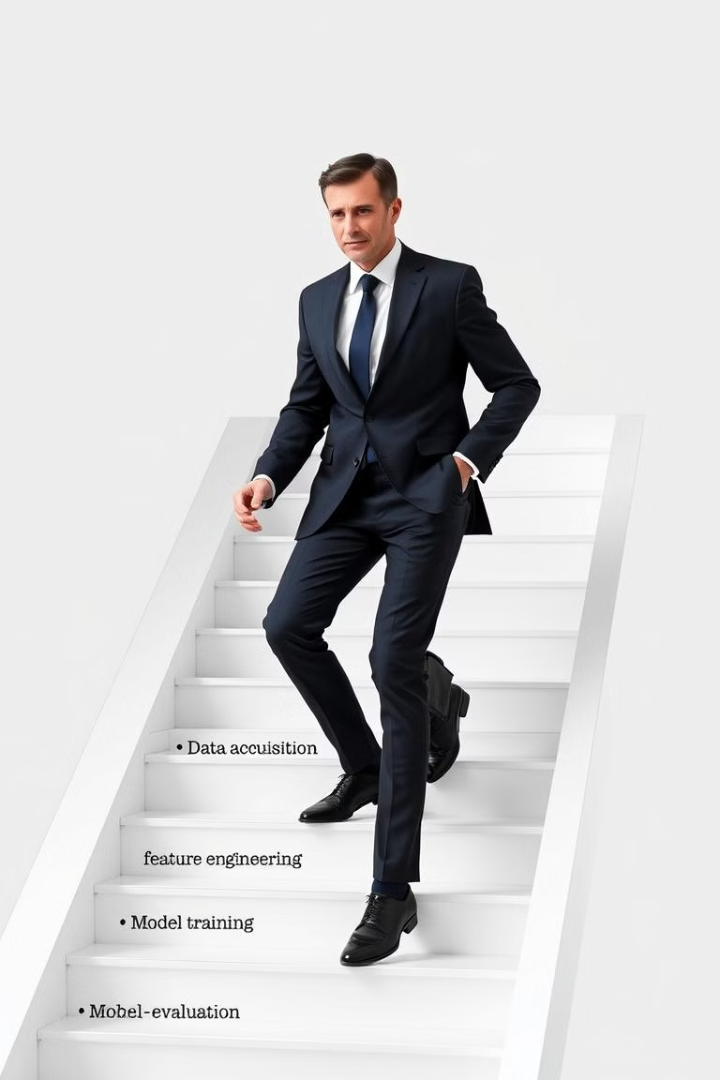 • Data accuisition
feature engineering
• Model training
• Mobel-evaluation